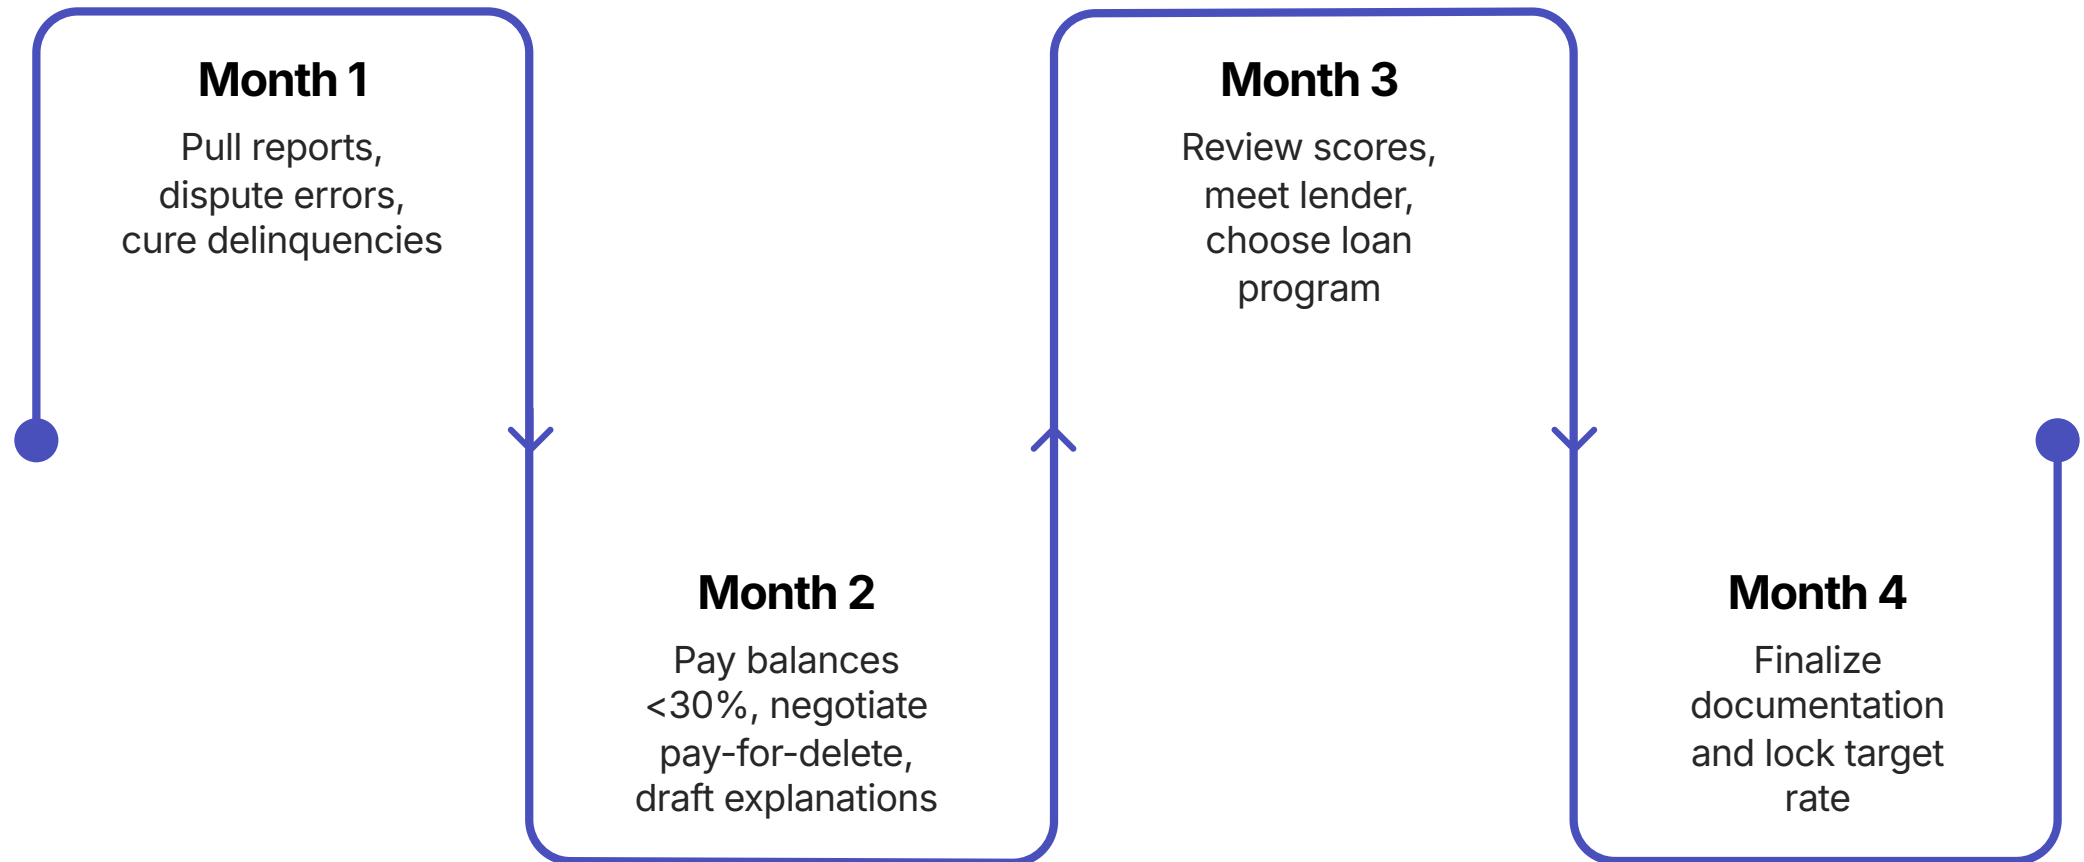 Month 1
Pull reports,
dispute errors,
cure delinquencies
Month 2
Pay balances
<30%, negotiate
pay-for-delete,
draft explanations
Month 3
Review scores,
meet lender,
choose loan
program
Month 4
Finalize
documentation
and lock target
rate